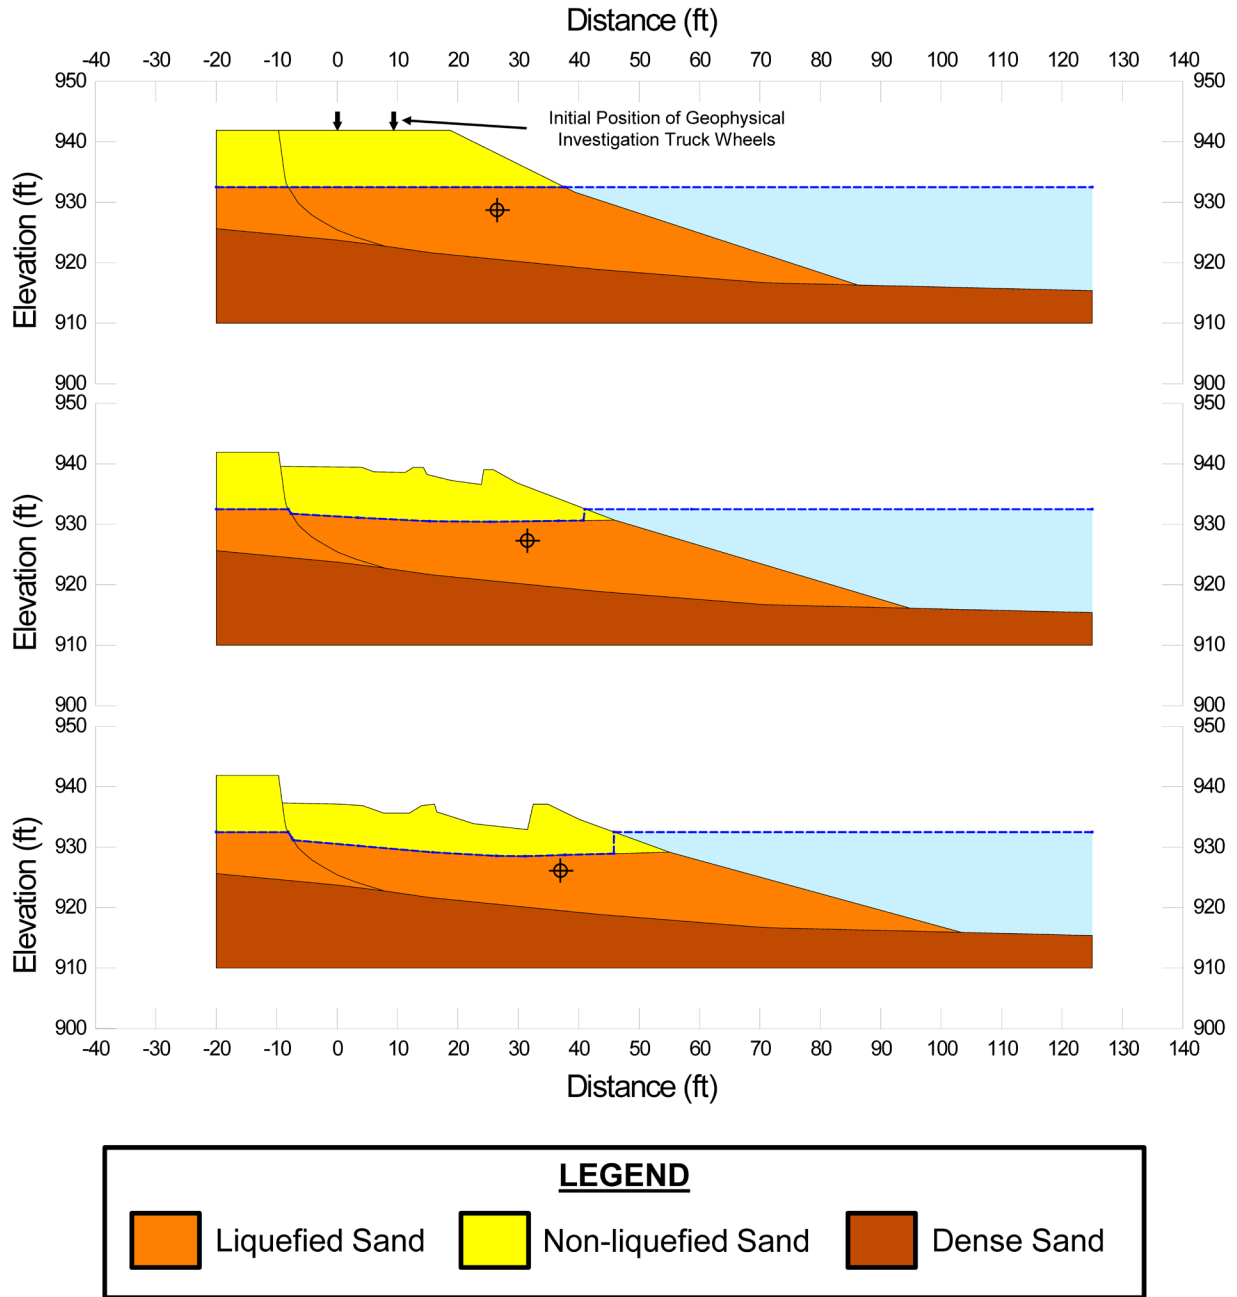 Distance (ft)
-40 -30 -20 -10 0 10 20 30 40 50 60 70 80 90 100 110 120 130 140
950 950
Initial Position of Geophysical
Investigation Truck Wheels
940 940
930 930
920 920
910 910
900 900
Elevation (ft)
950 950
940 940
930 930
920 920
910 910
900 900
Elevation (ft)
950 950
940 940
930 930
920 920
910 910
900 900
Elevation (ft)
-40 -30 -20 -10 0 10 20 30 40 50 60 70 80 90 100 110 120 130 140
Distance (ft)
LEGEND
Liquefied Sand Non-liquefied Sand Dense Sand